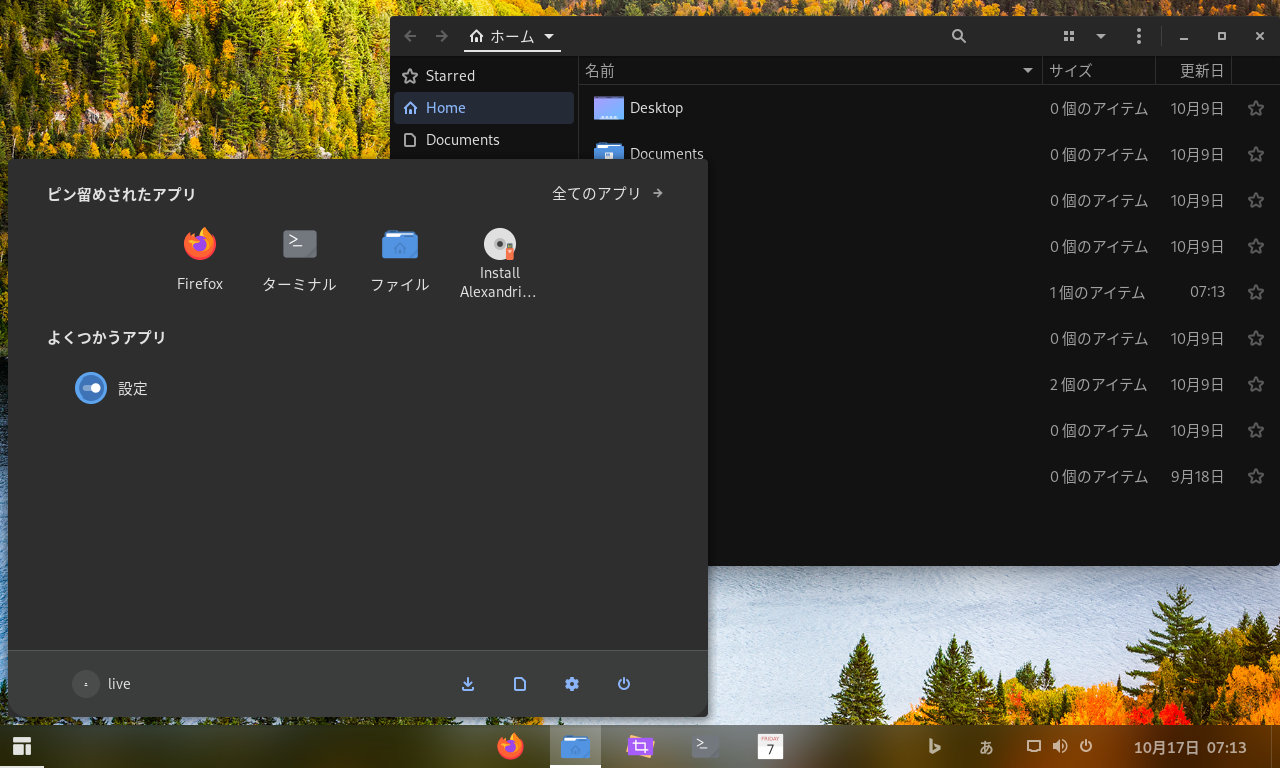 ホーム
Starred
Home
Documents
名前 サイズ 更新日
Desktop 0 個のアイテム 10月9日
Documents 0 個のアイテム 10月9日
0 個のアイテム 10月9日
0 個のアイテム 10月9日
1 個のアイテム 07:13
0 個のアイテム 10月9日
2 個のアイテム 10月9日
0 個のアイテム 10月9日
0 個のアイテム 9月18日
ピン留めされたアプリ 全てのアプリ
Firefox
ターミナル
ファイル
Install
Alexandri...
よくつかうアプリ
設定
live
FRIDAY
7
あ
10月17日 07:13